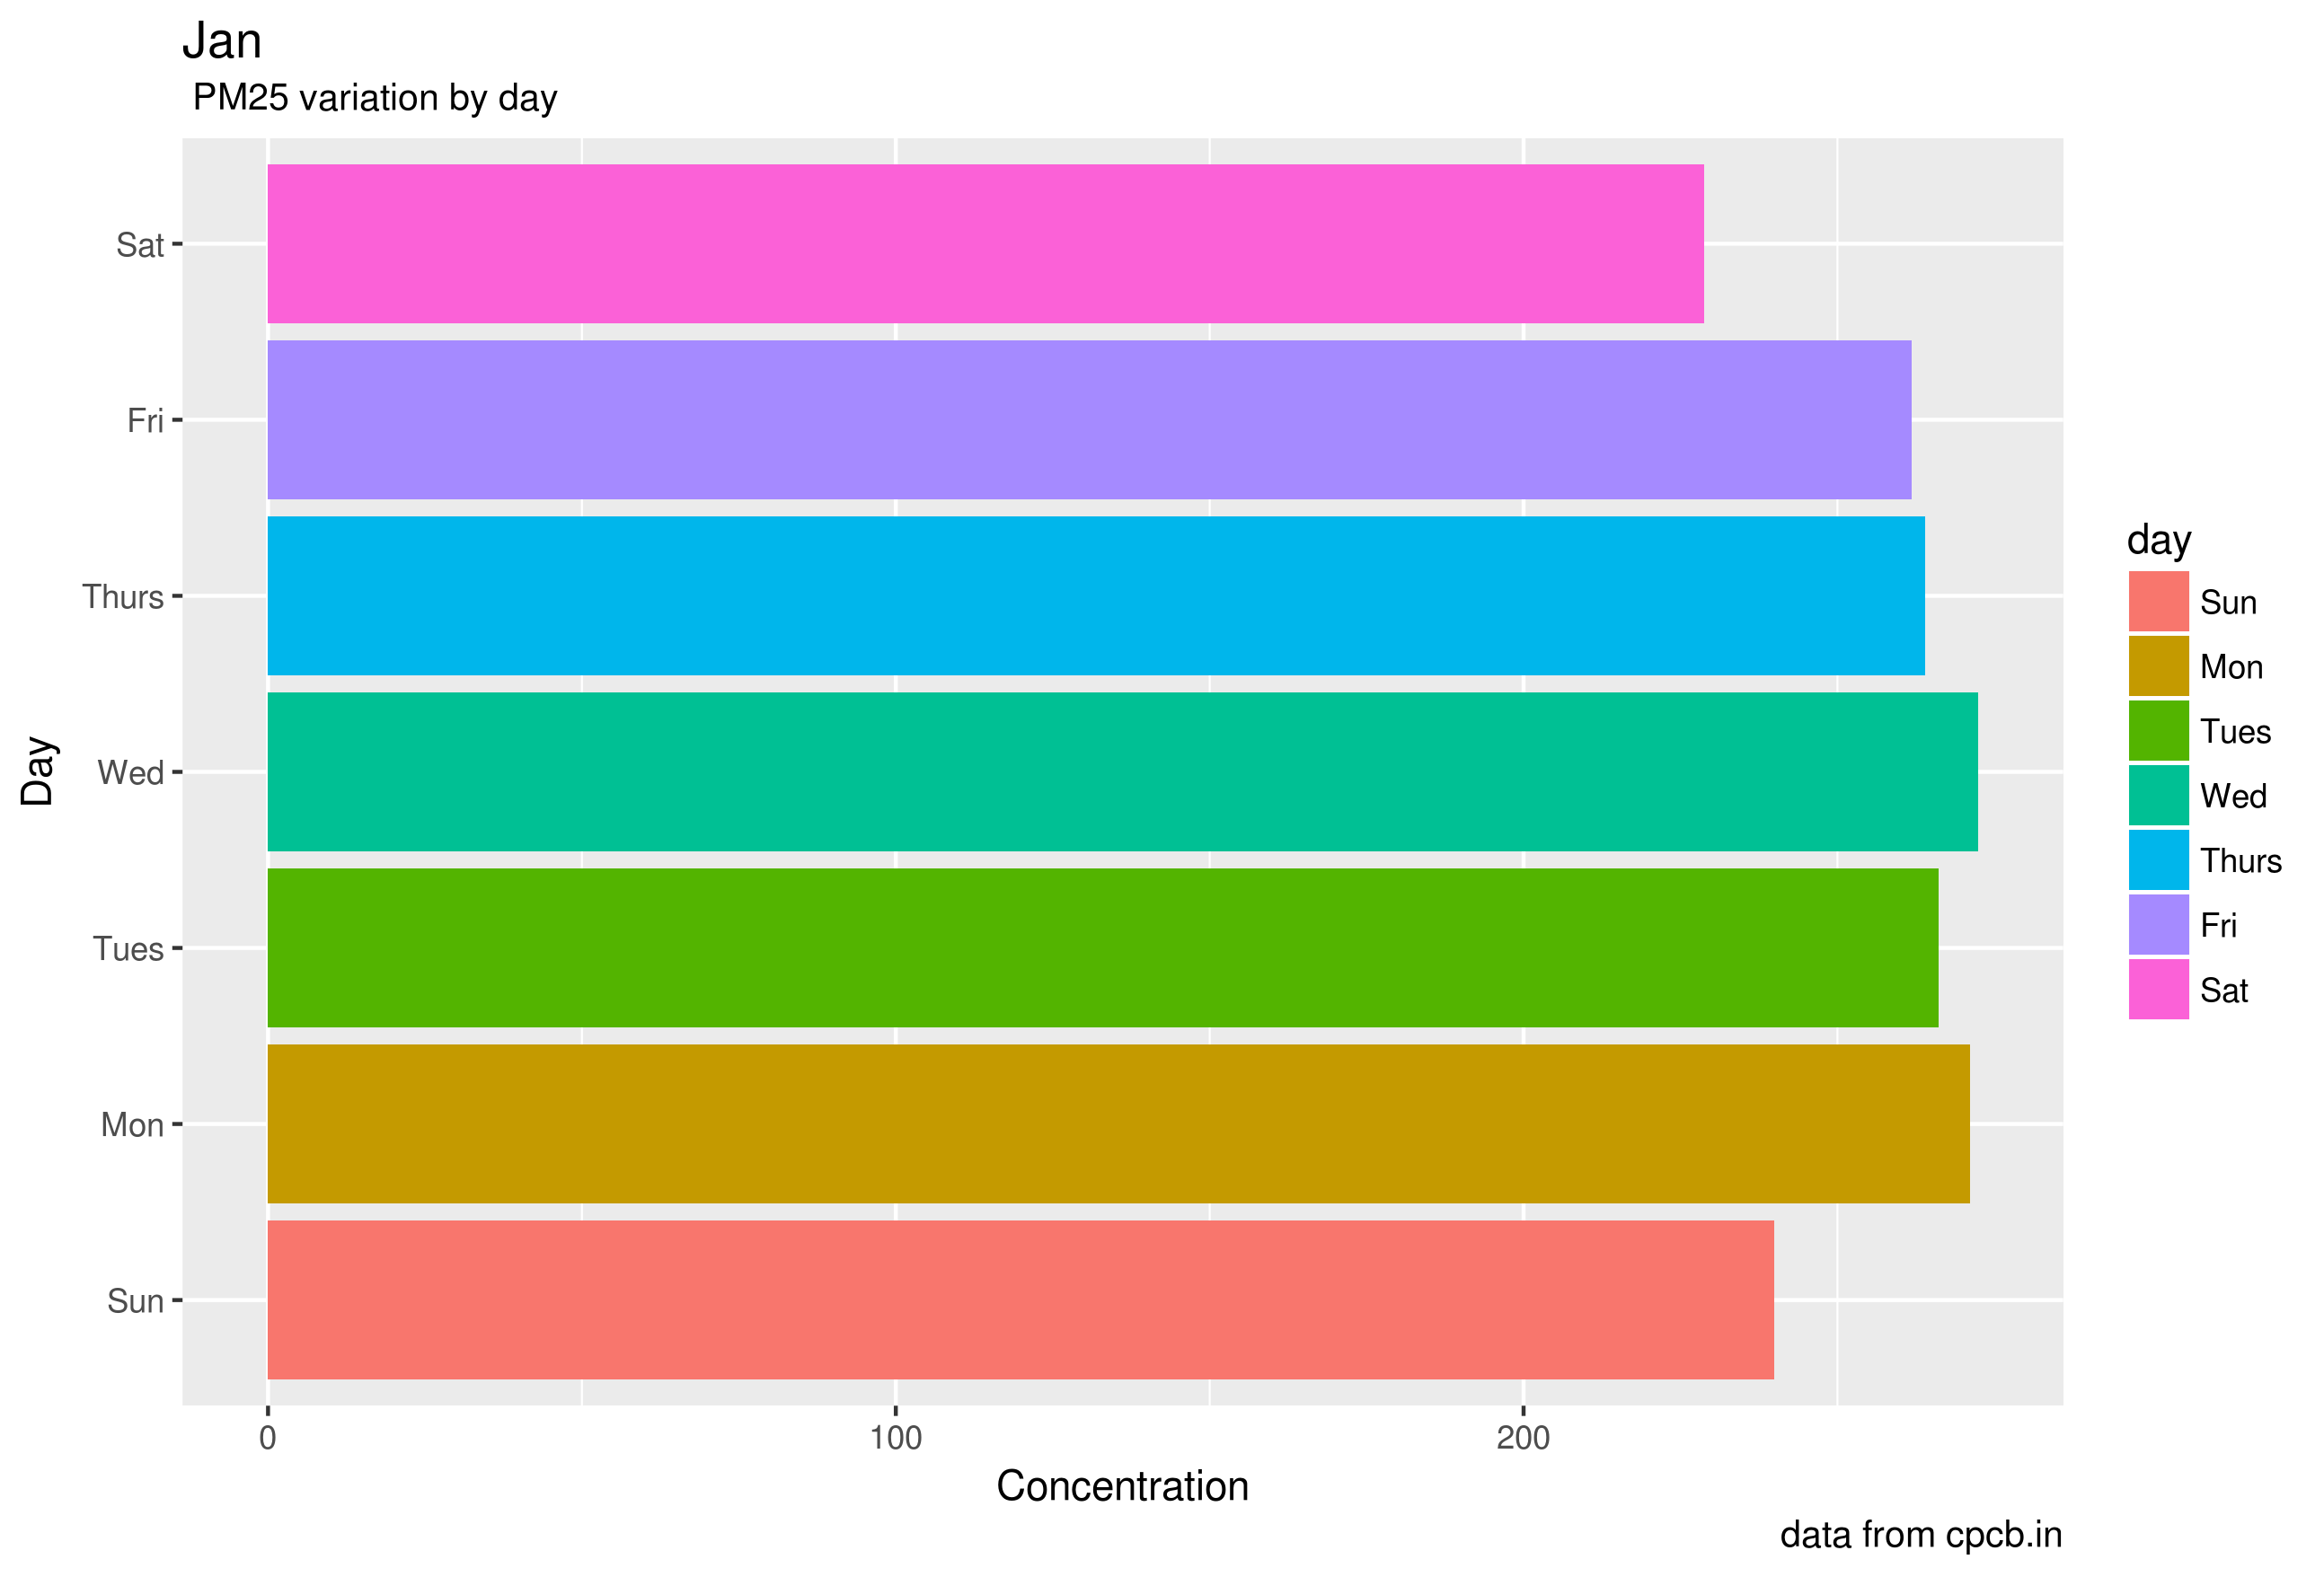 Jan
PM25 variation by day
Sat
Fri
Thurs
Wed
Tues
Mon
Sun
Day
0 100 200
Concentration
day
Sun
Mon
Tues
Wed
Thurs
Fri
Sat
data from cpcb.in